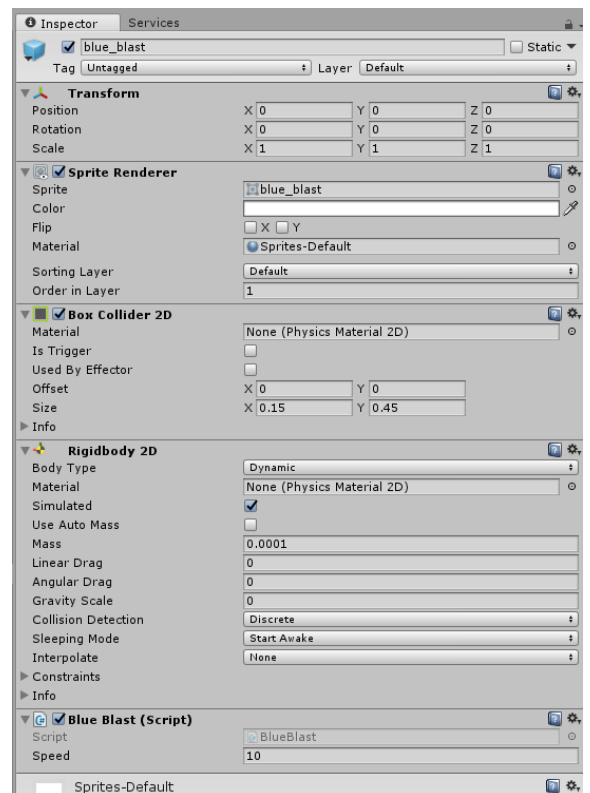 Inspector Services
blue_blast Static
Tag Untagged Layer Default
Transform
Position X 0 Y 0 Z 0
Rotation X 0 Y 0 Z 0
Scale X 1 Y 1 Z 1
Sprite Renderer
Sprite blue_blast
Color
Flip X Y
Material Sprites-Default
Sorting Layer Default
Order in Layer 1
Box Collider 2D
Material None (Physics Material 2D)
Is Trigger
Used By Effector
Offset X 0 Y 0
Size X 0.15 Y 0.45
Info
Rigidbody 2D
Body Type Dynamic
Material None (Physics Material 2D)
Simulated
Use Auto Mass
Mass 0.0001
Linear Drag 0
Angular Drag 0
Gravity Scale 0
Collision Detection Discrete
Sleeping Mode Start Awake
Interpolate None
Constraints
Info
Blue Blast (Script)
Script BlueBlast
Speed 10
Sprites-Default